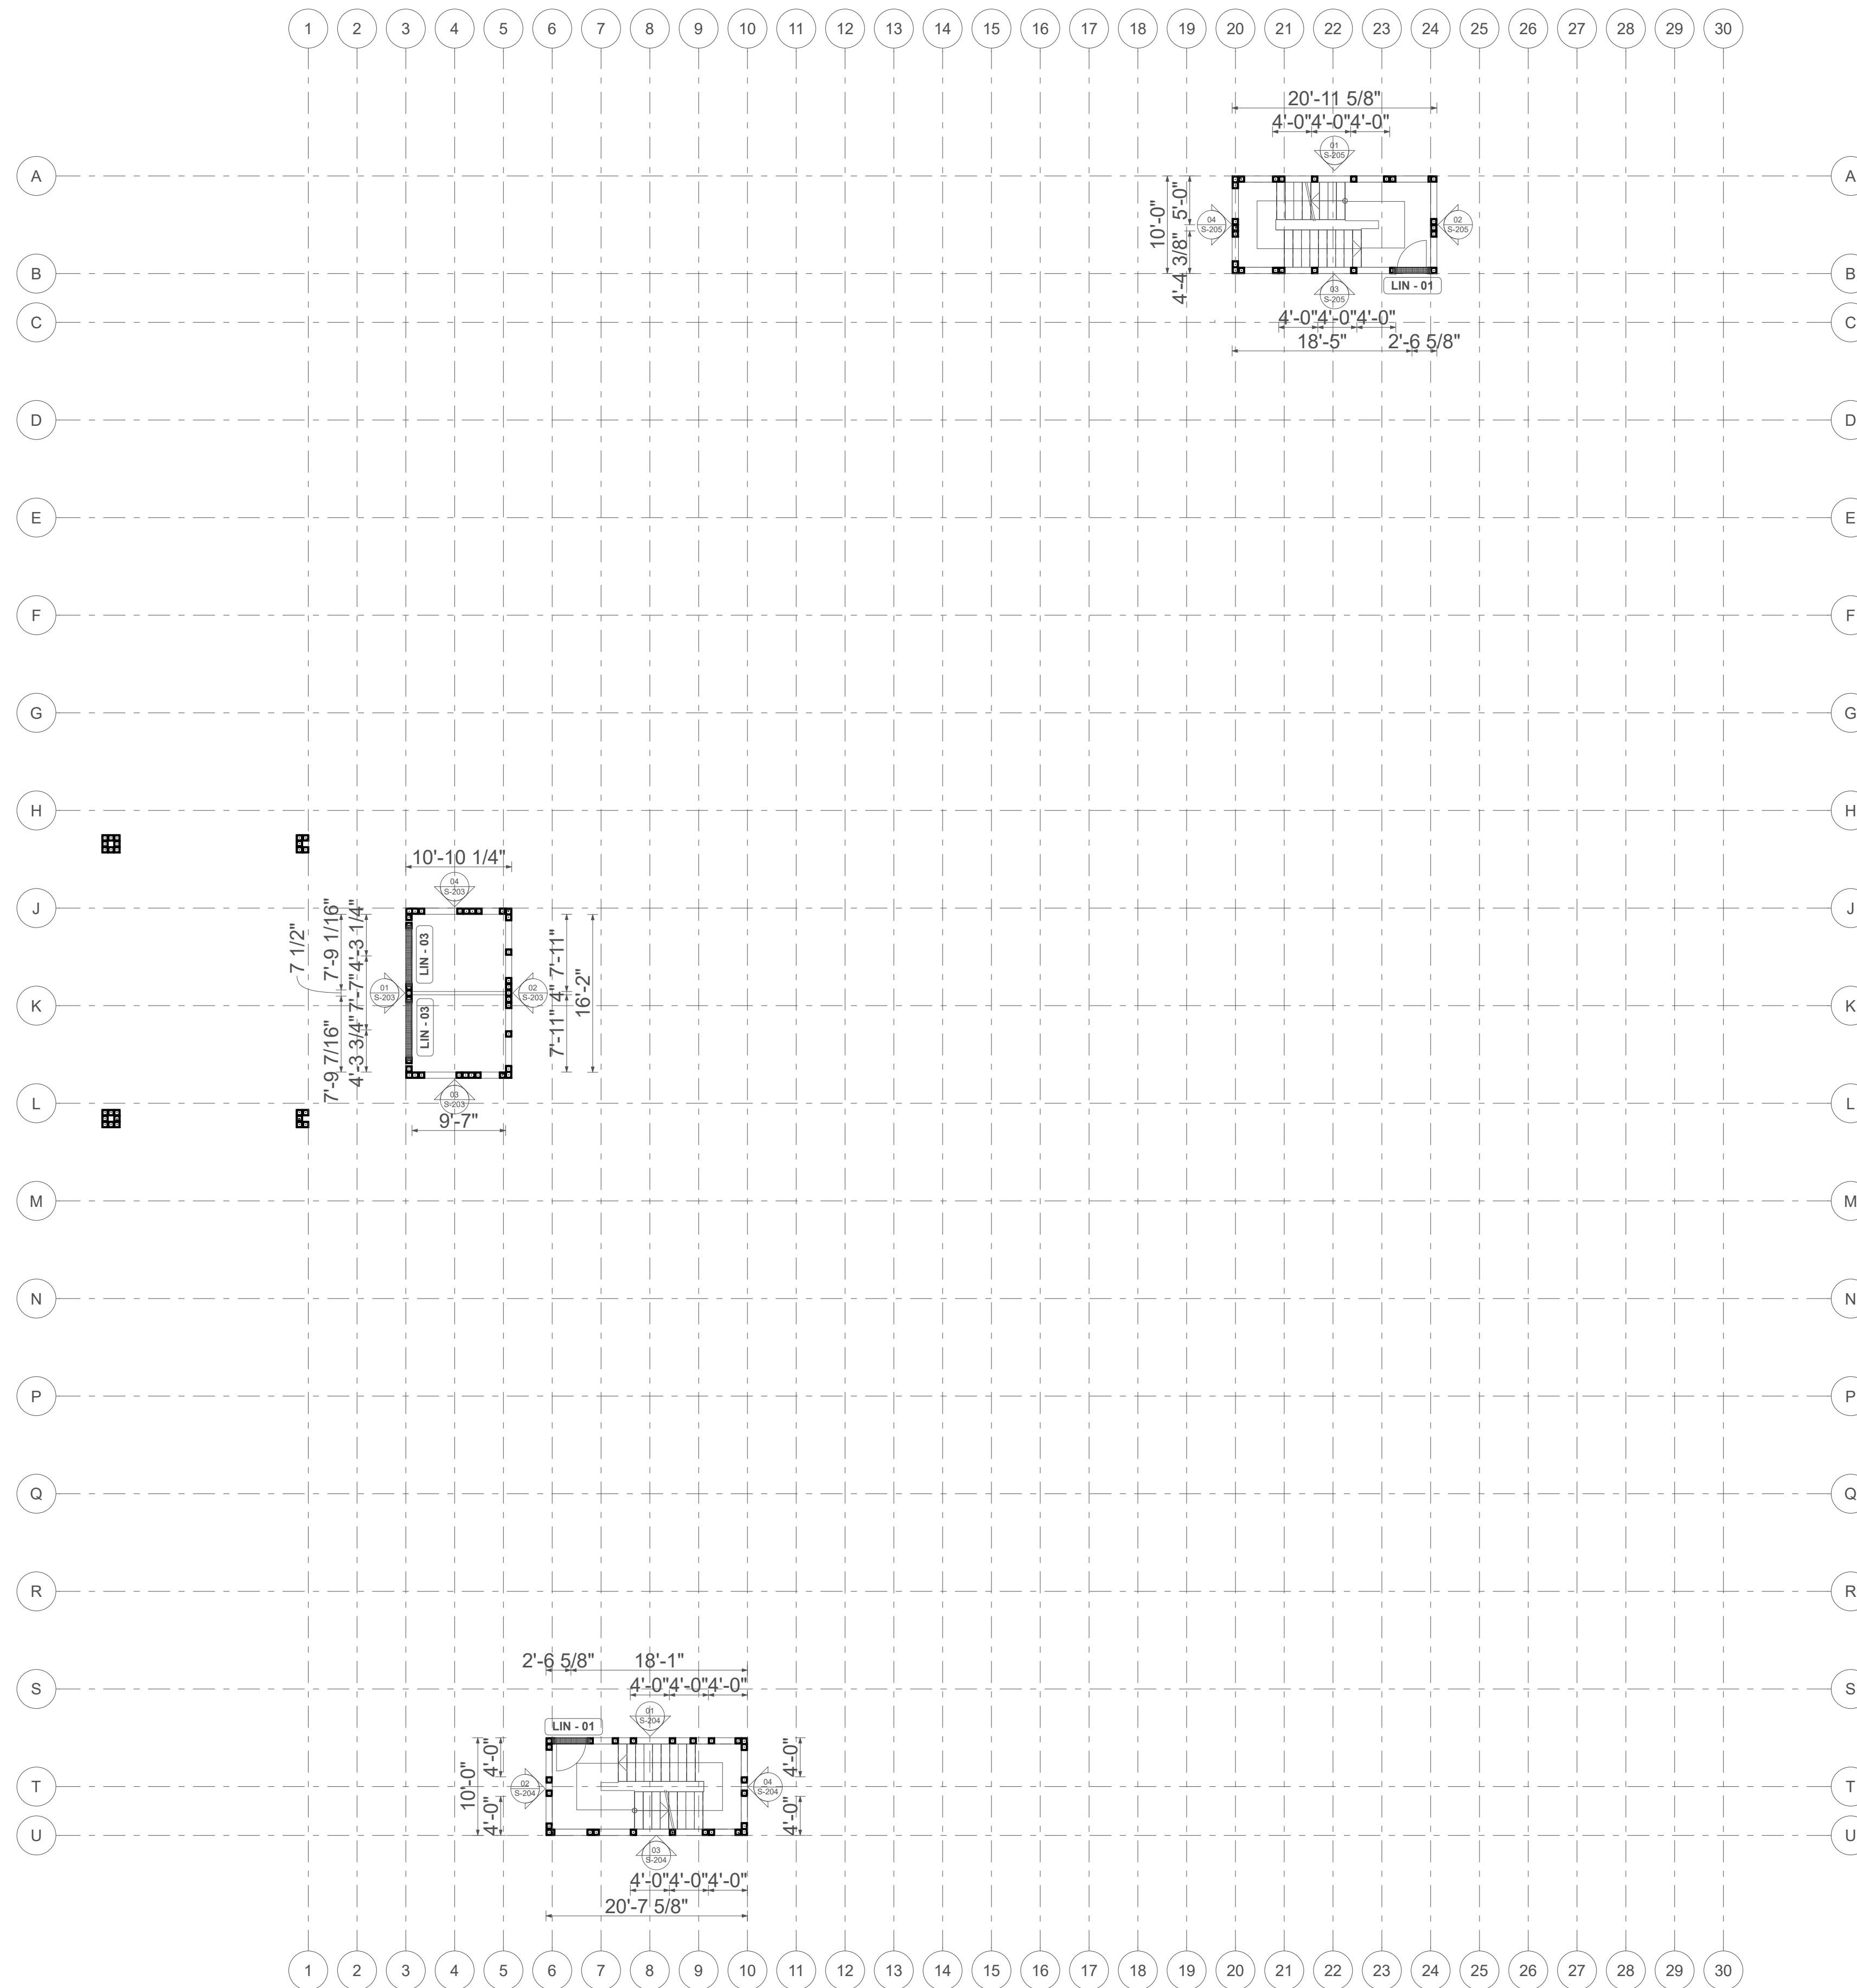 1 2 3 4 5 6 7 8 9 10 11 12 13 14 15 16 17 18 19 20 21 22 23 24 25 26 27 28 29 30
20'-11 5/8"
4'-0" 4'-0" 4'-0"
01
S-205
A A
10'-0"
5'-0"
4'-4 3/8"
04
S-205
02
S-205
B B
LIN - 01
03
S-205
C C
4'-0" 4'-0" 4'-0"
18'-5" 2'-6 5/8"
D D
E E
F F
G G
H H
10'-10 1/4"
04
S-203
J J
7 1/2"
7'-9 1/16"
7'-9 7/16"
4'-3 1/4"
7'-7"
4'-3 3/4"
LIN - 03
LIN - 03
01
S-203
02
S-203
7'-11"
4"
7'-11"
16'-2"
K K
03
S-203
L L
9'-7"
M M
N N
P P
Q Q
R R
2'-6 5/8" 18'-1"
S S
4'-0" 4'-0" 4'-0"
01
S-204
LIN - 01
10'-0"
4'-0"
4'-0"
02
S-204
04
S-204
4'-0"
4'-0"
T T
U U
03
S-204
4'-0" 4'-0" 4'-0"
20'-7 5/8"
1 2 3 4 5 6 7 8 9 10 11 12 13 14 15 16 17 18 19 20 21 22 23 24 25 26 27 28 29 30